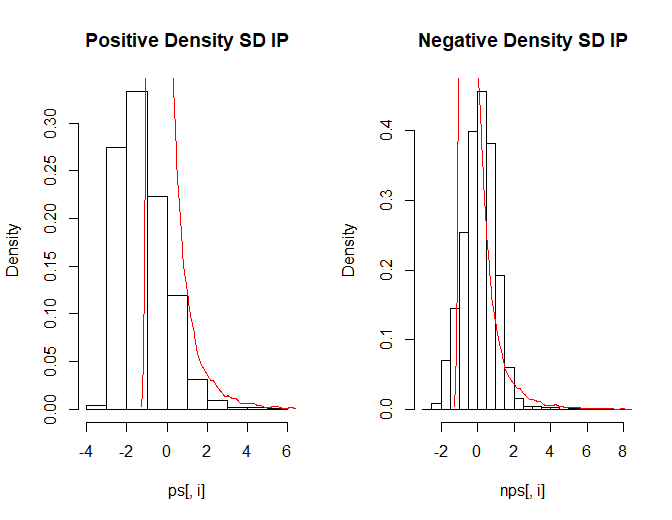 Positive Density SD IP
Density
0.00 0.05 0.10 0.15 0.20 0.25 0.30
-4 -2 0 2 4 6
ps[, i]
Negative Density SD IP
Density
0.0 0.1 0.2 0.3 0.4
-2 0 2 4 6 8
nps[, i]